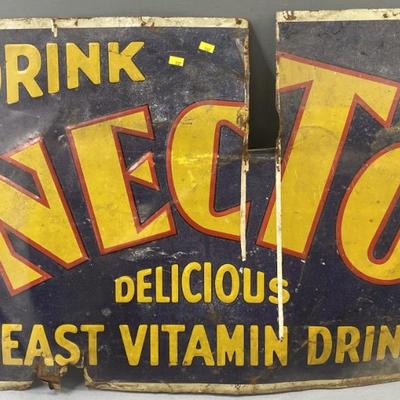 DRINK
NECTO
DELICIOUS
EAST VITAMIN DRIN